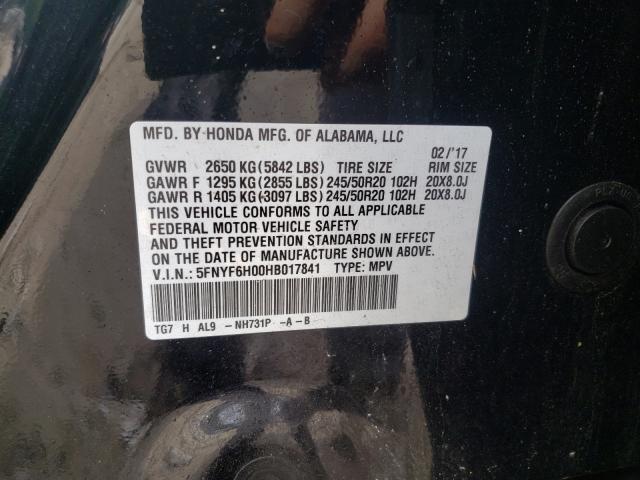 MFD. BY HONDA MFG. OF ALABAMA, LLC
02/'17
GVWR 2650 KG (5842 LBS) TIRE SIZE RIM SIZE
GAWR F 1295 KG (2855 LBS) 245/50R20 102H 20X8.0J
GAWR R 1405 KG (3097 LBS) 245/50R20 102H 20X8.0J
THIS VEHICLE CONFORMS TO ALL APPLICABLE
FEDERAL MOTOR VEHICLE SAFETY
AND THEFT PREVENTION STANDARDS IN EFFECT
ON THE DATE OF MANUFACTURE SHOWN ABOVE.
V.I.N.: 5FNYF6H00HB017841 TYPE: MPV
TG7 H AL9 -NH731P -A-B